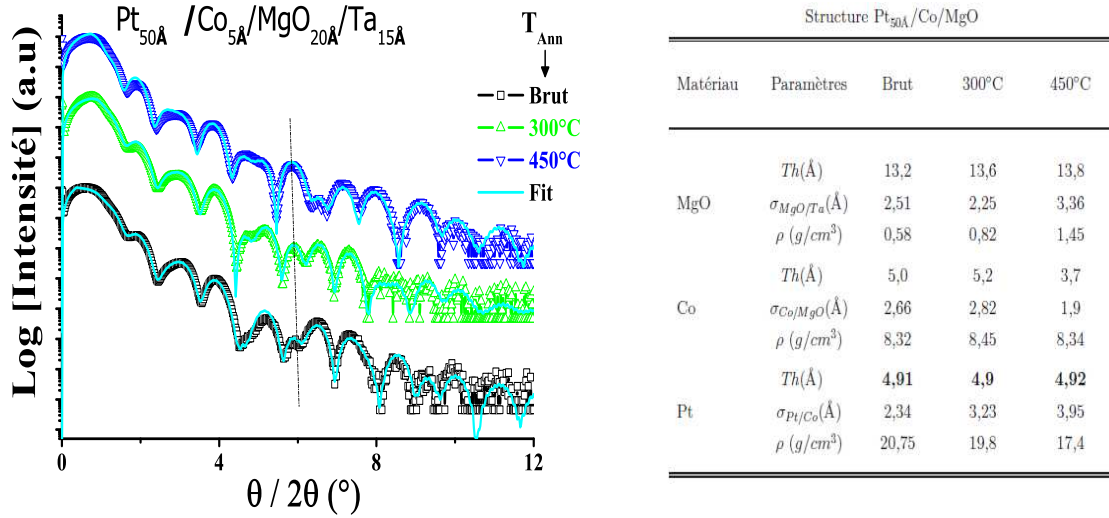 Pt50Å /Co5Å/MgO20Å/Ta15Å
TAnn
Brut
300°C
450°C
Fit
Log [Intensité] (a.u)
0 4 8 12
θ / 2θ (°)
Structure Pt50Å/Co/MgO
Matériau Paramètres Brut 300°C 450°C
Th(Å) 13,2 13,6 13,8
MgO σMgO/Ta(Å) 2,51 2,25 3,36
ρ (g/cm³) 0,58 0,82 1,45
Th(Å) 5,0 5,2 3,7
Co σCo/MgO(Å) 2,66 2,82 1,9
ρ (g/cm³) 8,32 8,45 8,34
Th(Å) 4,91 4,9 4,92
Pt σPt/Co(Å) 2,34 3,23 3,95
ρ (g/cm³) 20,75 19,8 17,4